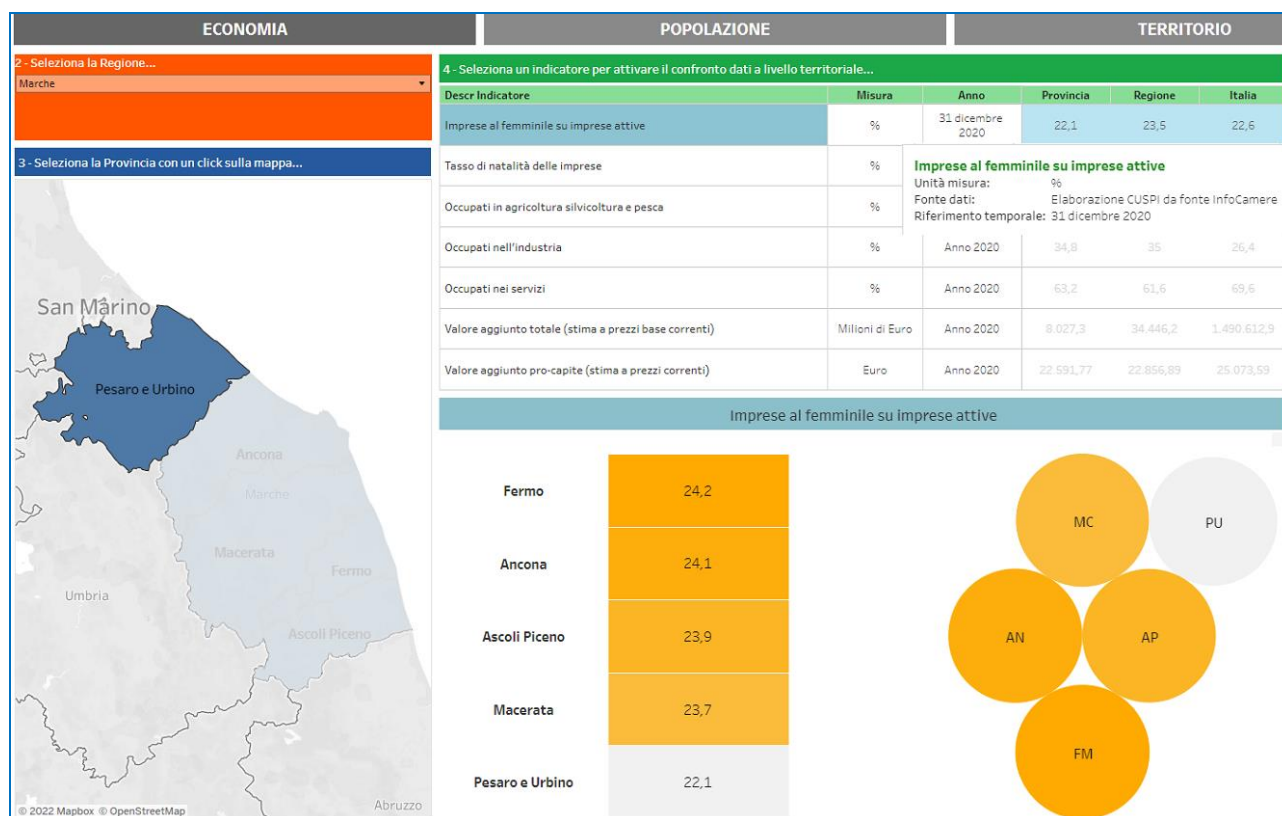 ECONOMIA POPOLAZIONE TERRITORIO
2 - Seleziona la Regione...
Marche
3 - Seleziona la Provincia con un click sulla mappa...
San Marino
Pesaro e Urbino
Ancona
Marche
Macerata
Fermo
Umbria
Ascoli Piceno
Abruzzo
© 2022 Mapbox © OpenStreetMap
4 - Seleziona un indicatore per attivare il confronto dati a livello territoriale...
Descr Indicatore Misura Anno Provincia Regione Italia
Imprese al femminile su imprese attive % 31 dicembre 2020 22,1 23,5 22,6
Tasso di natalità delle imprese %
Occupati in agricoltura silvicoltura e pesca %
Imprese al femminile su imprese attive
Unità misura: %
Fonte dati: Elaborazione CUSPI da fonte InfoCamere
Riferimento temporale: 31 dicembre 2020
Occupati nell'industria % Anno 2020 34,8 35 26,4
Occupati nei servizi % Anno 2020 63,2 61,6 69,6
Valore aggiunto totale (stima a prezzi base correnti) Milioni di Euro Anno 2020 8.027,3 34.446,2 1.490.612,9
Valore aggiunto pro-capite (stima a prezzi correnti) Euro Anno 2020 22.591,77 22.856,89 25.073,59
Imprese al femminile su imprese attive
Fermo 24,2
Ancona 24,1
Ascoli Piceno 23,9
Macerata 23,7
Pesaro e Urbino 22,1
MC PU
AN AP
FM